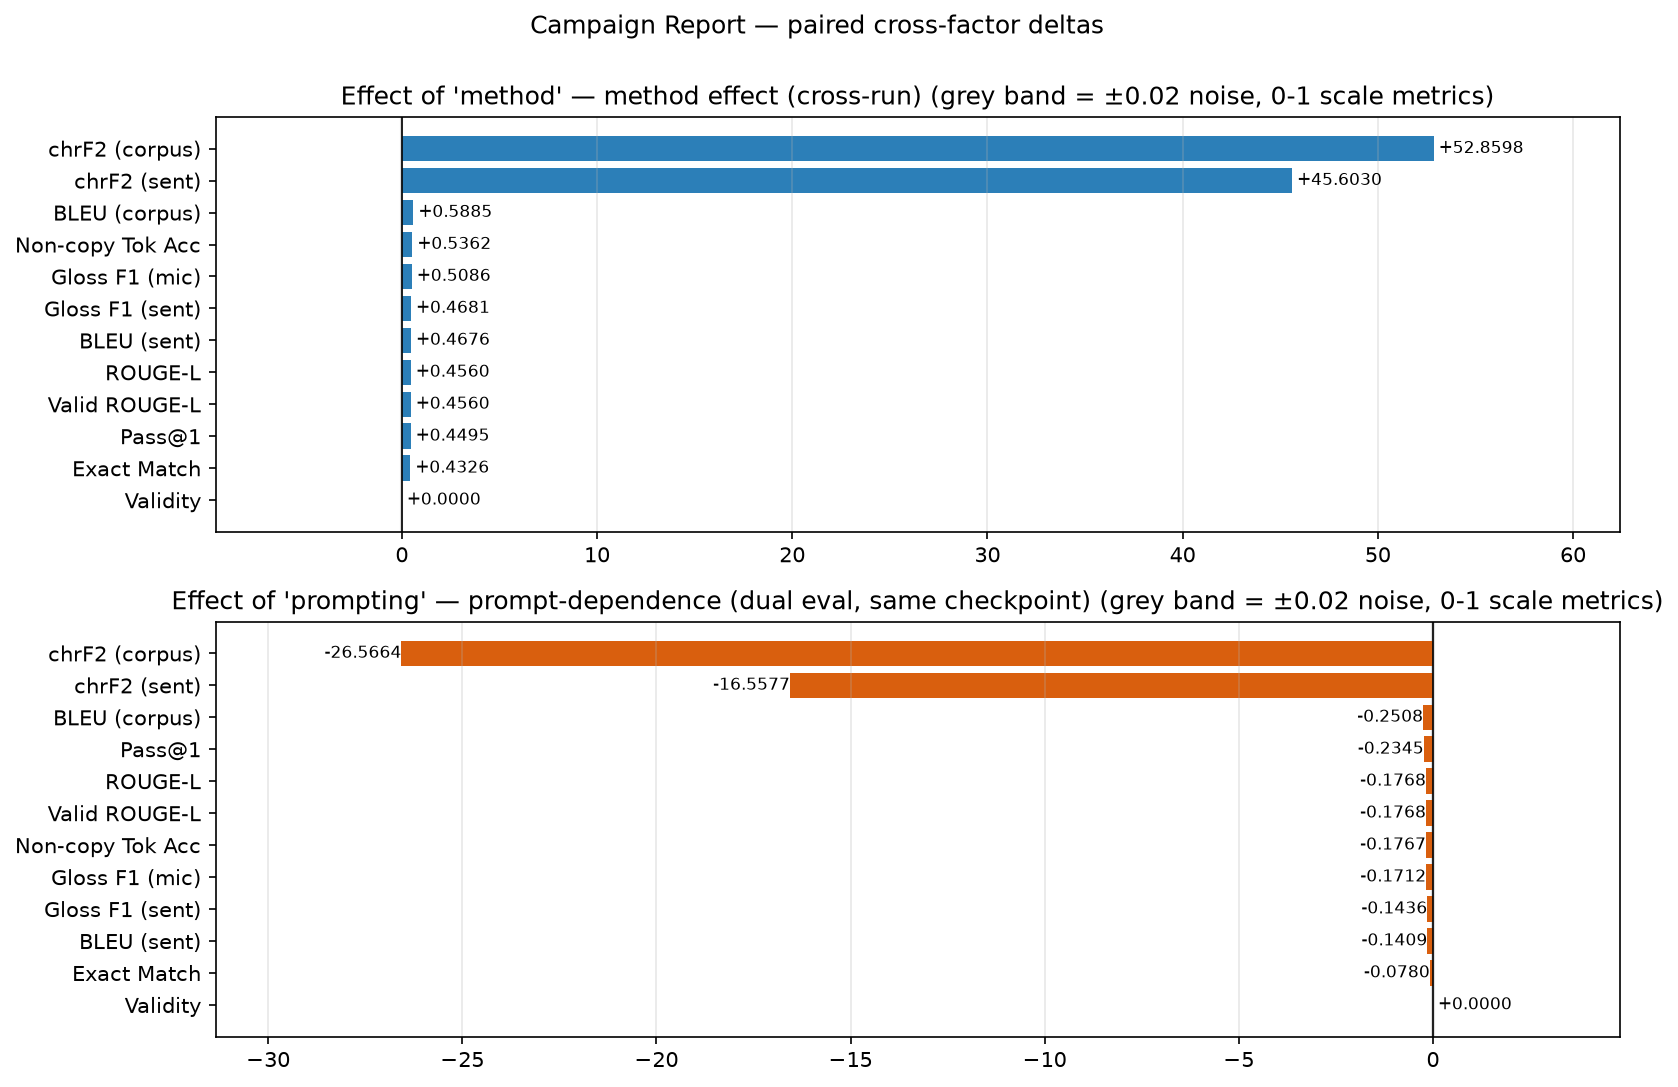 Campaign Report — paired cross-factor deltas
Effect of 'method' — method effect (cross-run) (grey band = ±0.02 noise, 0-1 scale metrics)
chrF2 (corpus) +52.8598
chrF2 (sent) +45.6030
BLEU (corpus) +0.5885
Non-copy Tok Acc +0.5362
Gloss F1 (mic) +0.5086
Gloss F1 (sent) +0.4681
BLEU (sent) +0.4676
ROUGE-L +0.4560
Valid ROUGE-L +0.4560
Pass@1 +0.4495
Exact Match +0.4326
Validity +0.0000
0 10 20 30 40 50 60
Effect of 'prompting' — prompt-dependence (dual eval, same checkpoint) (grey band = ±0.02 noise, 0-1 scale metrics)
chrF2 (corpus) -26.5664
chrF2 (sent) -16.5577
BLEU (corpus) -0.2508
Pass@1 -0.2345
ROUGE-L -0.1768
Valid ROUGE-L -0.1768
Non-copy Tok Acc -0.1767
Gloss F1 (mic) -0.1712
Gloss F1 (sent) -0.1436
BLEU (sent) -0.1409
Exact Match -0.0780
Validity +0.0000
−30 −25 −20 −15 −10 −5 0